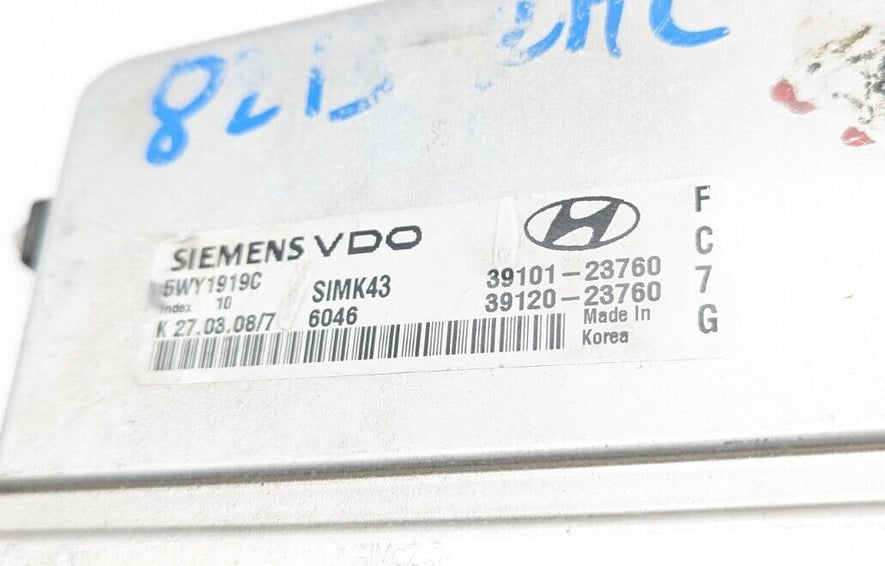 SIEMENS VDO
5WY1919C
Index 10
SIMK43
K 27.03.08/7
6046
39101-23760
39120-23760
Made In
Korea
F
C
7
G